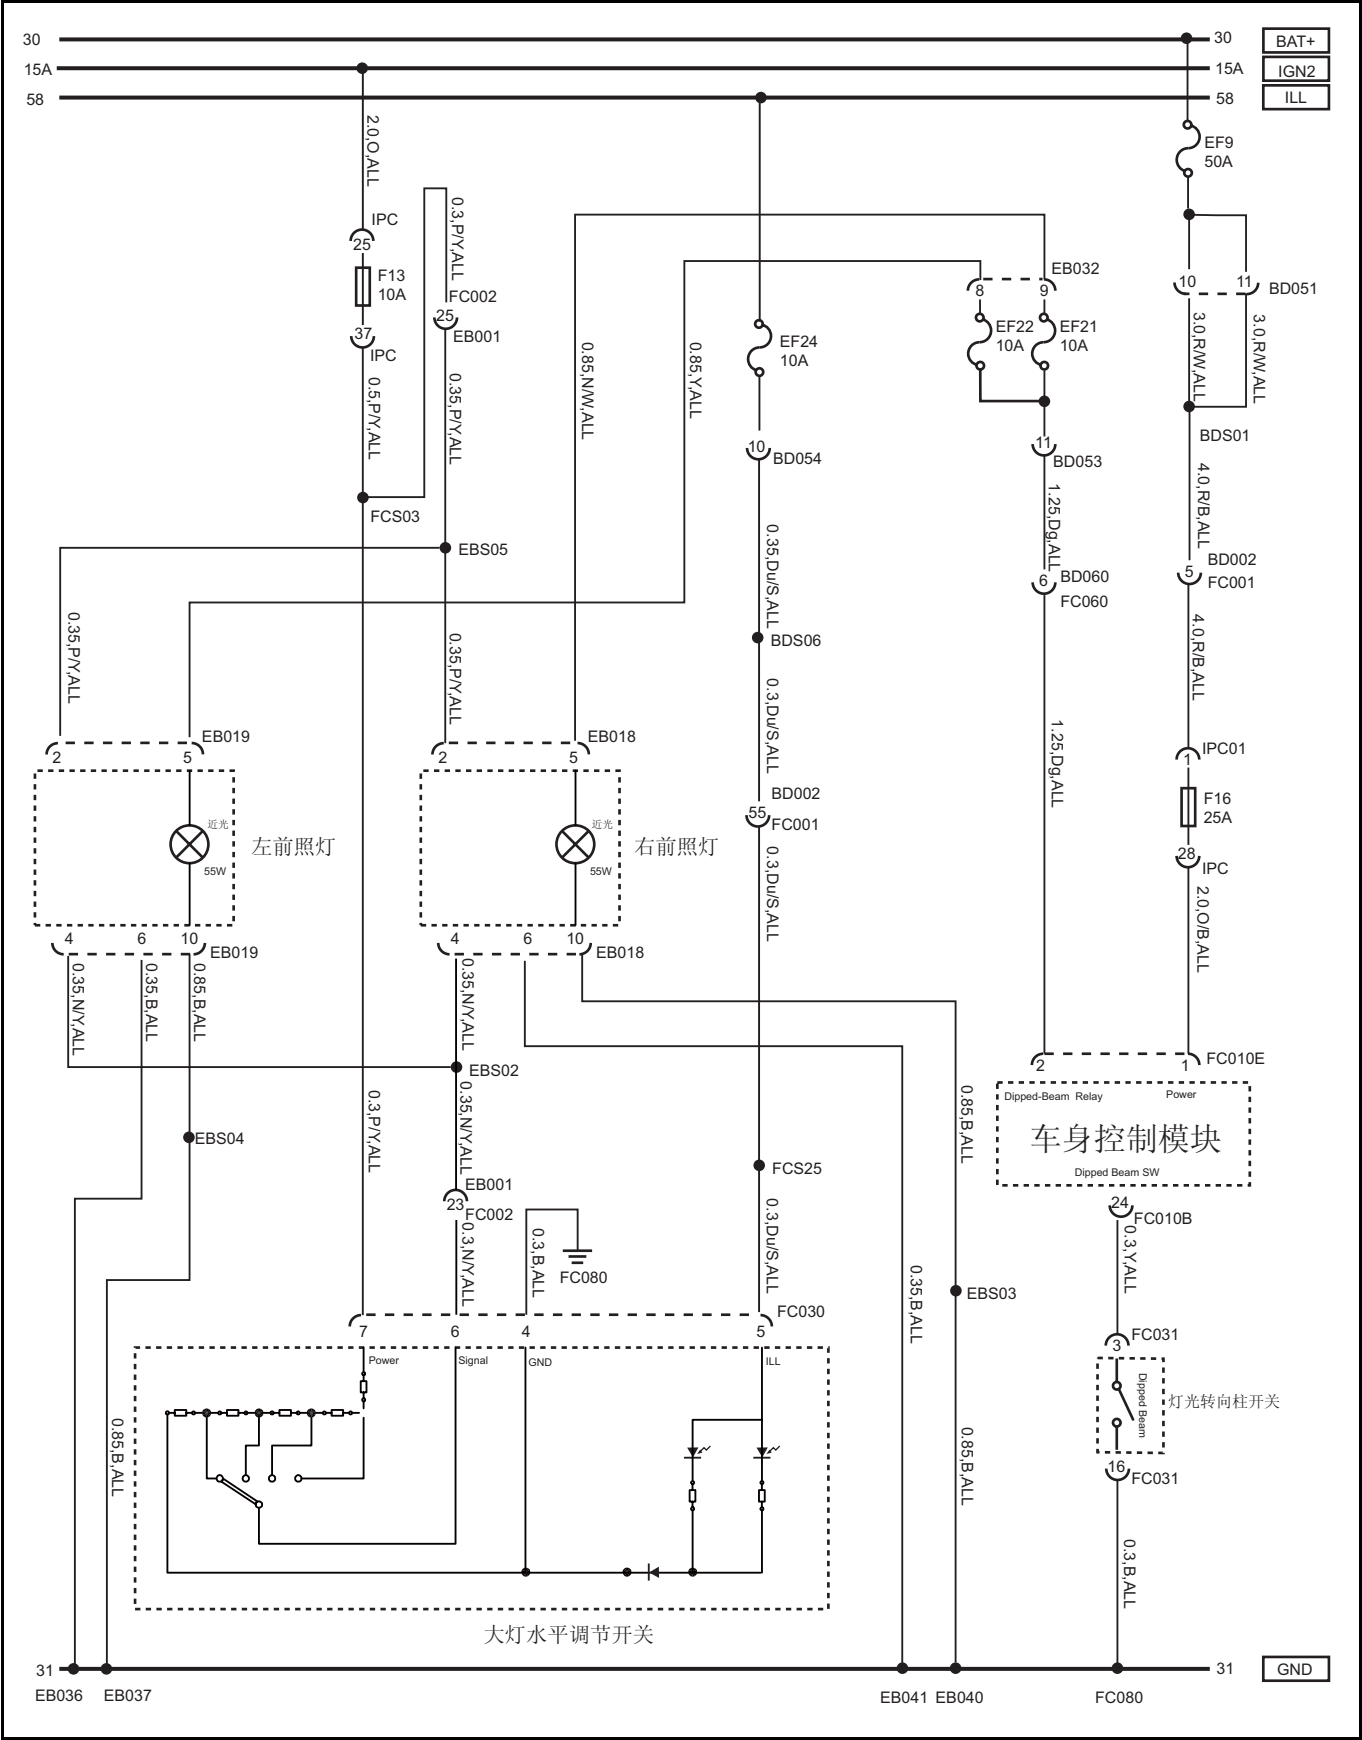 30
30
BAT+
15A
15A
IGN2
58
58
ILL
2.0,O,ALL
EF9
50A
IPC
25
0.3,P/Y,ALL
F13
10A
FC002
25
EB001
37
IPC
EB032
8
9
10
11
BD051
EF24
10A
EF22
10A
EF21
10A
3.0,R/W,ALL
3.0,R/W,ALL
0.5,P/Y,ALL
0.35,P/Y,ALL
0.85,N/W,ALL
0.85,Y,ALL
BDS01
10
BD054
11
BD053
FCS03
4.0,R/B,ALL
1.25,Dg,ALL
0.35,Du/S,ALL
EBS05
BD002
5
FC001
6
BD060
FC060
0.35,P/Y,ALL
0.35,P/Y,ALL
BDS06
4.0,R/B,ALL
0.3,Du/S,ALL
1.25,Dg,ALL
EB019
2
5
EB018
2
5
IPC01
1
BD002
55
FC001
F16
25A
近光
55W
左前照灯
近光
55W
右前照灯
28
IPC
0.3,Du/S,ALL
2.0,O/B,ALL
4
6
10
EB019
4
6
10
EB018
0.35,N/Y,ALL
0.35,B,ALL
0.85,B,ALL
0.35,N/Y,ALL
EBS02
2
1
FC010E
Dipped-Beam Relay
Power
车身控制模块
Dipped Beam SW
0.3,P/Y,ALL
0.35,N/Y,ALL
0.85,B,ALL
EBS04
FCS25
EB001
23
FC002
24
FC010B
0.3,N/Y,ALL
0.3,B,ALL
FC080
0.3,Du/S,ALL
0.3,Y,ALL
0.35,B,ALL
EBS03
FC030
7
6
4
5
FC031
3
Power
Signal
GND
ILL
Dipped Beam
灯光转向柱开关
0.85,B,ALL
0.85,B,ALL
16
FC031
0.3,B,ALL
大灯水平调节开关
31
31
GND
EB036
EB037
EB041
EB040
FC080